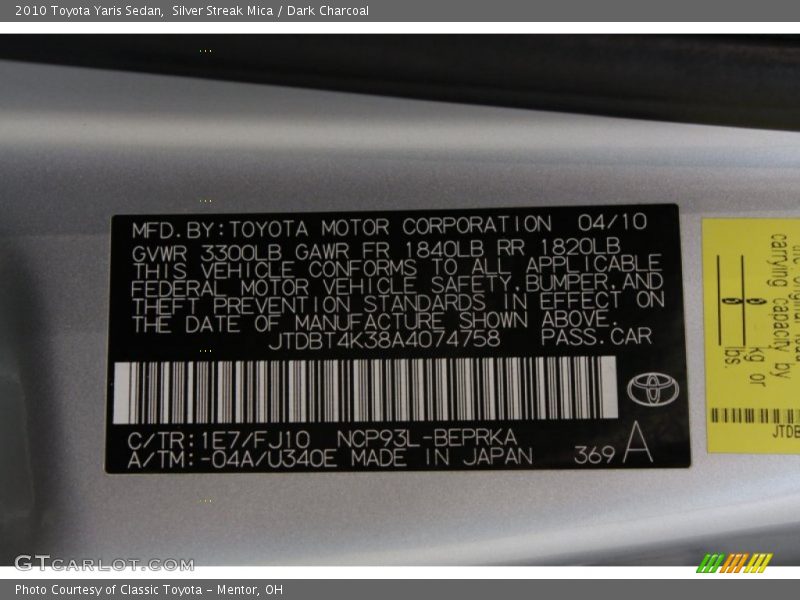 2010 Toyota Yaris Sedan,  Silver Streak Mica / Dark Charcoal
MFD.BY:TOYOTA MOTOR CORPORATION 04/10
GVWR 3300LB GAWR FR 1840LB RR 1820LB
THIS VEHICLE CONFORMS TO ALL APPLICABLE
FEDERAL MOTOR VEHICLE SAFETY.BUMPER.AND
THEFT PREVENTION STANDARDS IN EFFECT ON
THE DATE OF MANUFACTURE SHOWN ABOVE.
JTDBT4K38A4074758 PASS.CAR
C/TR:1E7/FJ10 NCP93L-BEPRKA
A/TM:-04A/U340E MADE IN JAPAN 369 A
carrying capacity by
kg or
lbs.
JTDB
GTcarlot.com
Photo Courtesy of Classic Toyota - Mentor, OH